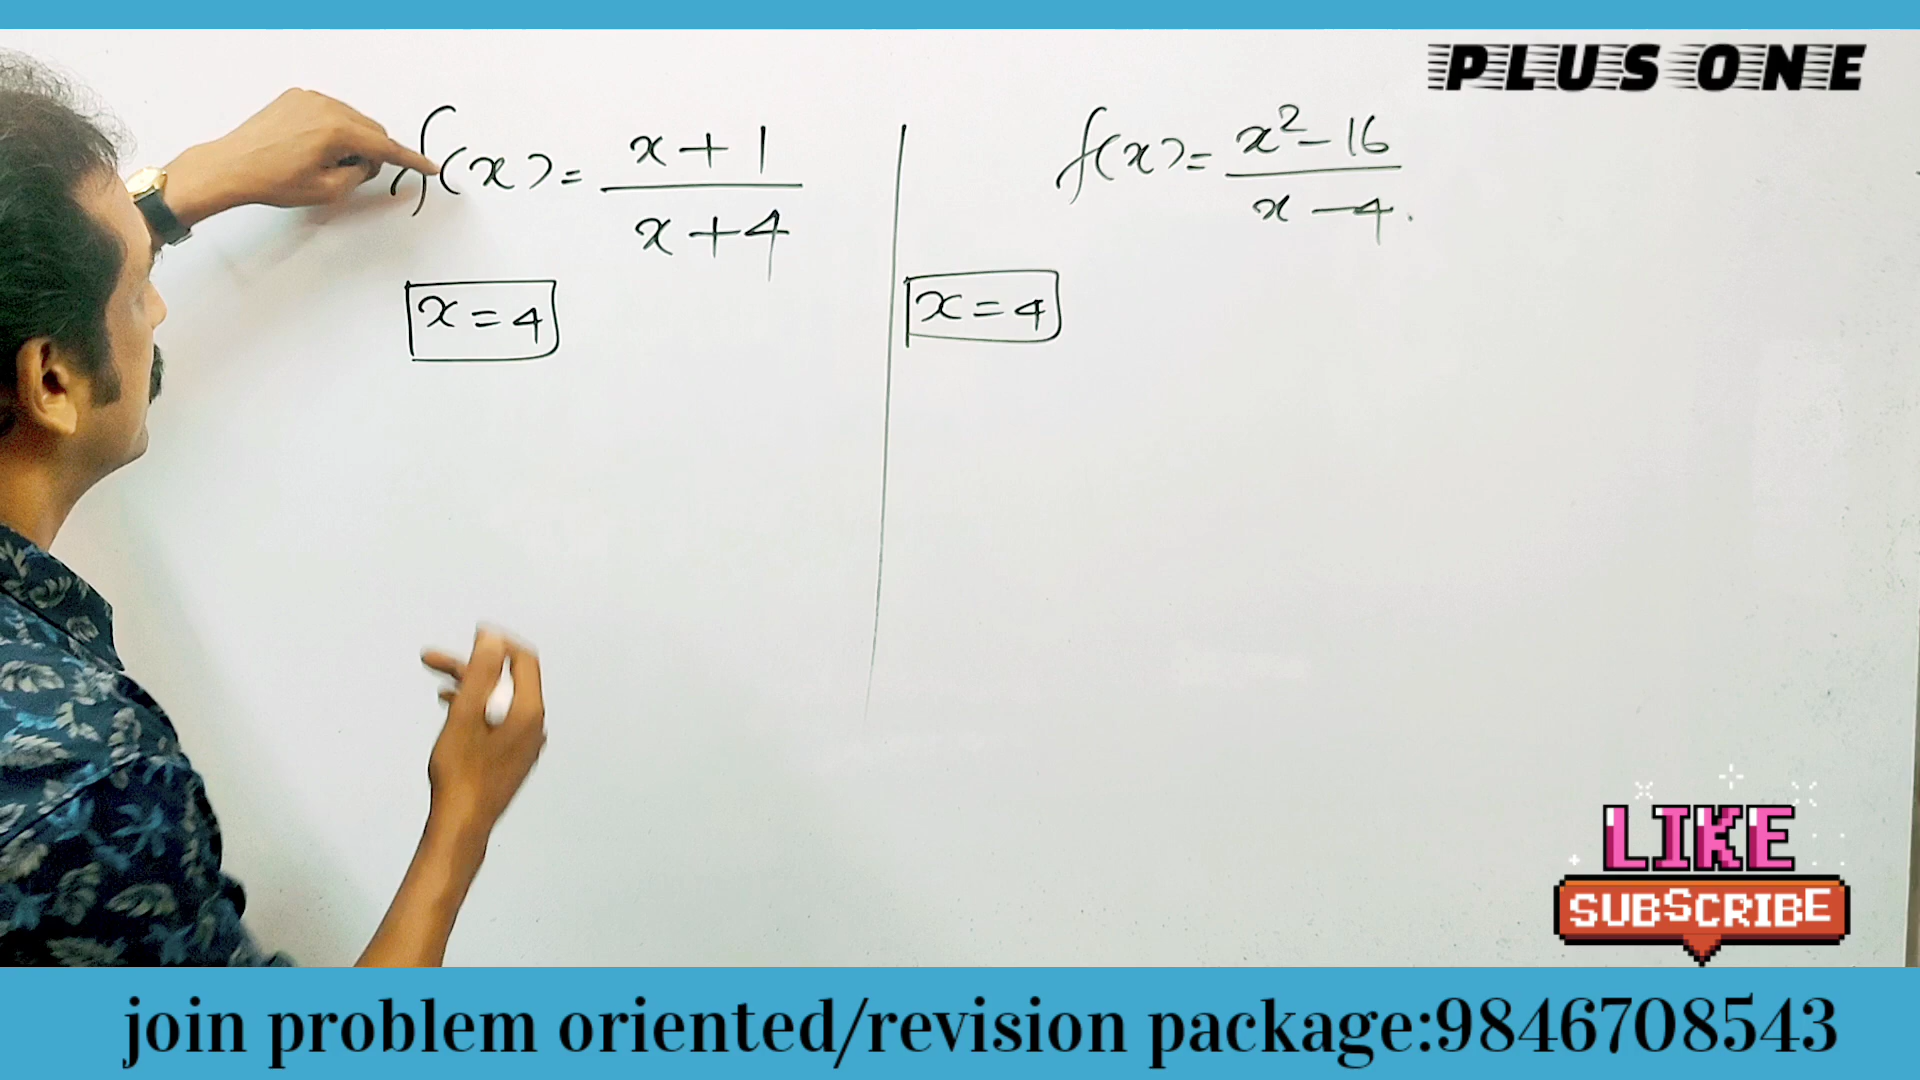 PLUS ONE
f(x) = x + 1 / x + 4
x = 4
f(x) = x² - 16 / x - 4.
x = 4
LIKE
SUBSCRIBE
join problem oriented/revision package:9846708543